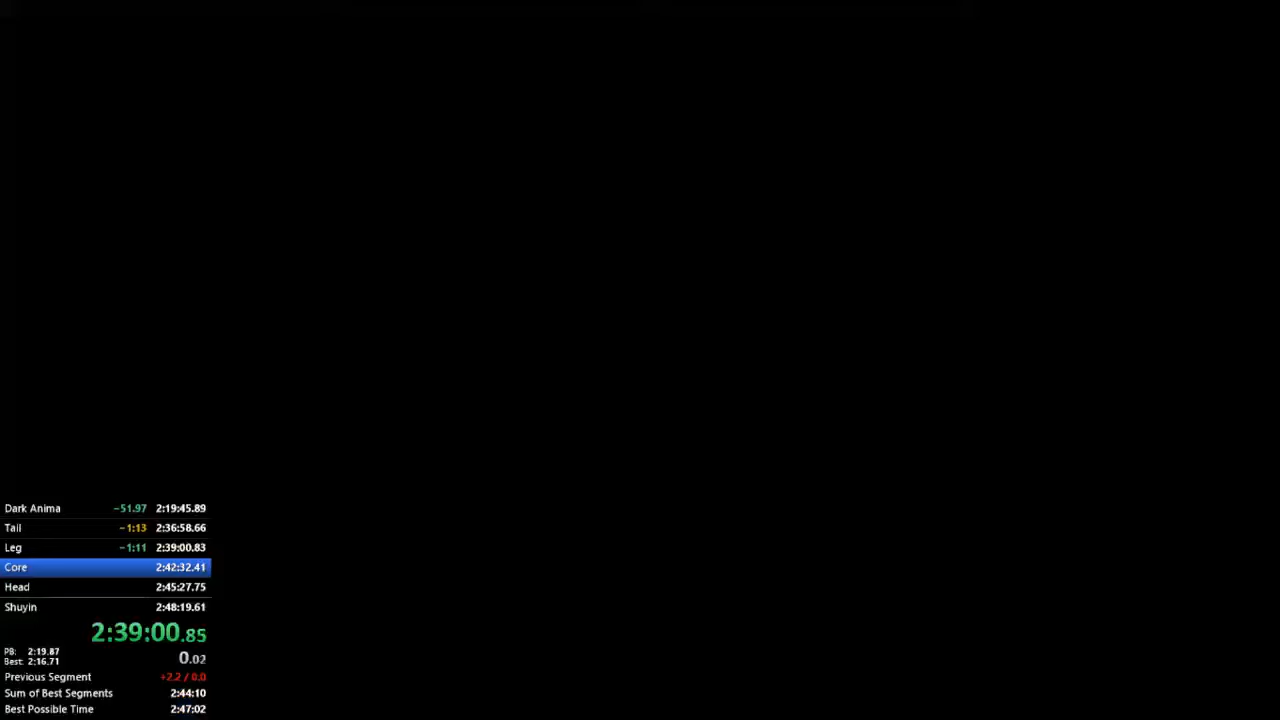 Dark Anima −51.97 2:19:45.89
Tail −1:13 2:36:58.66
Leg −1:11 2:39:00.83
Core 2:42:32.41
Head 2:45:27.75
Shuyin 2:48:19.61
2:39:00.85
PB: 2:19.87
Best: 2:16.71
0.02
Previous Segment +2.2 / 0.0
Sum of Best Segments 2:44:10
Best Possible Time 2:47:02